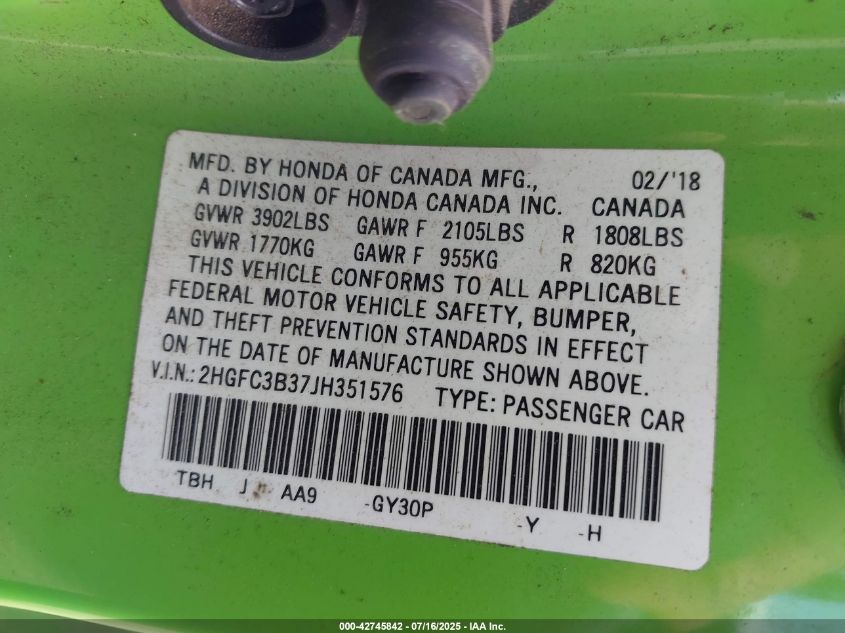 MFD. BY HONDA OF CANADA MFG., 02/'18
A DIVISION OF HONDA CANADA INC. CANADA
GVWR 3902LBS GAWR F 2105LBS R 1808LBS
GVWR 1770KG GAWR F 955KG R 820KG
THIS VEHICLE CONFORMS TO ALL APPLICABLE
FEDERAL MOTOR VEHICLE SAFETY, BUMPER,
AND THEFT PREVENTION STANDARDS IN EFFECT
ON THE DATE OF MANUFACTURE SHOWN ABOVE.
V.I.N.: 2HGFC3B37JH351576 TYPE: PASSENGER CAR
TBH J AA9 -GY30P -Y -H
000-42745842 - 07/16/2025 - IAA Inc.